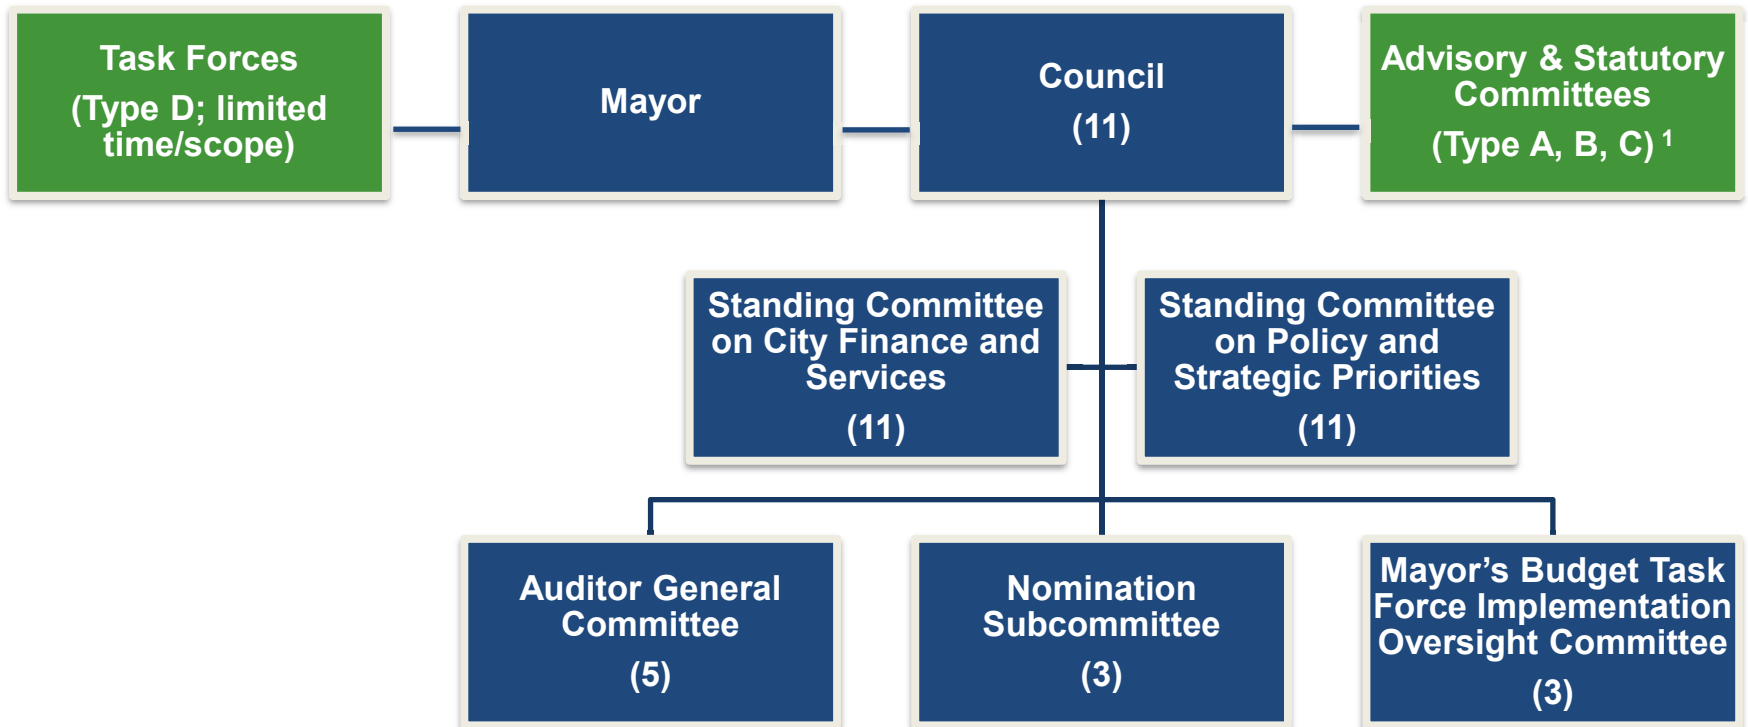 Task Forces
(Type D; limited
time/scope)
Mayor
Council
(11)
Advisory & Statutory
Committees
(Type A, B, C) 1
Standing Committee
on City Finance and
Services
(11)
Standing Committee
on Policy and
Strategic Priorities
(11)
Auditor General
Committee
(5)
Nomination
Subcommittee
(3)
Mayor’s Budget Task
Force Implementation
Oversight Committee
(3)